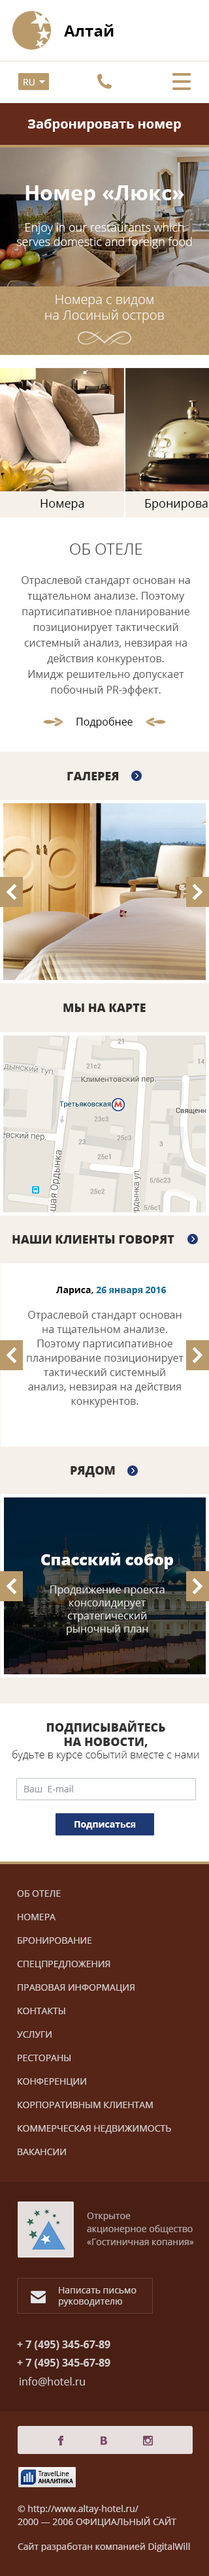 Алтай
RU
Забронировать номер
Номер «Люкс»
Enjoy in our restaurants which
serves domestic and foreign food
Номера с видом
на Лосиный остров
Номера
Бронирова
ОБ ОТЕЛЕ
Отраслевой стандарт основан на
тщательном анализе. Поэтому
партиситипативное планирование
позиционирует тактический
системный анализ, невзирая на
действия конкурентов.
Имидж решительно допускает
побочный PR-эффект.
Подробнее
ГАЛЕРЕЯ
МЫ НА КАРТЕ
дынский туп
21
21с2
14
Климентовский пер.
Третьяковская
М
Священн
23
евский пер.
23с
25с3
25с1
5/6с23
25с2
5/6с1
шая Ордынка
рдынка ул.
НАШИ КЛИЕНТЫ ГОВОРЯТ
Лариса, 26 января 2016
Отраслевой стандарт основан
на тщательном анализе.
Поэтому партиситипативное
планирование позиционирует
тактический системный
анализ, невзирая на действия
конкурентов.
РЯДОМ
Спасский собор
Продвижение проекта
консолидирует
стратегический
рыночный план
ПОДПИСЫВАЙТЕСЬ
НА НОВОСТИ,
будьте в курсе событий вместе с нами
Ваш E-mail
Подписаться
ОБ ОТЕЛЕ
НОМЕРА
БРОНИРОВАНИЕ
СПЕЦПРЕДЛОЖЕНИЯ
ПРАВОВАЯ ИНФОРМАЦИЯ
КОНТАКТЫ
УСЛУГИ
РЕСТОРАНЫ
КОНФЕРЕНЦИИ
КОРПОРАТИВНЫМ КЛИЕНТАМ
КОММЕРЧЕСКАЯ НЕДВИЖИМОСТЬ
ВАКАНСИИ
Открытое
акционерное общество
«Гостиничная копания»
Написать письмо
руководителю
+ 7 (495) 345-67-89
+ 7 (495) 345-67-89
info@hotel.ru
TravelLine
АНАЛИТИКА
© http://www.altay-hotel.ru/
2000 — 2006 ОФИЦИАЛЬНЫЙ САЙТ
Сайт разработан компанией DigitalWill